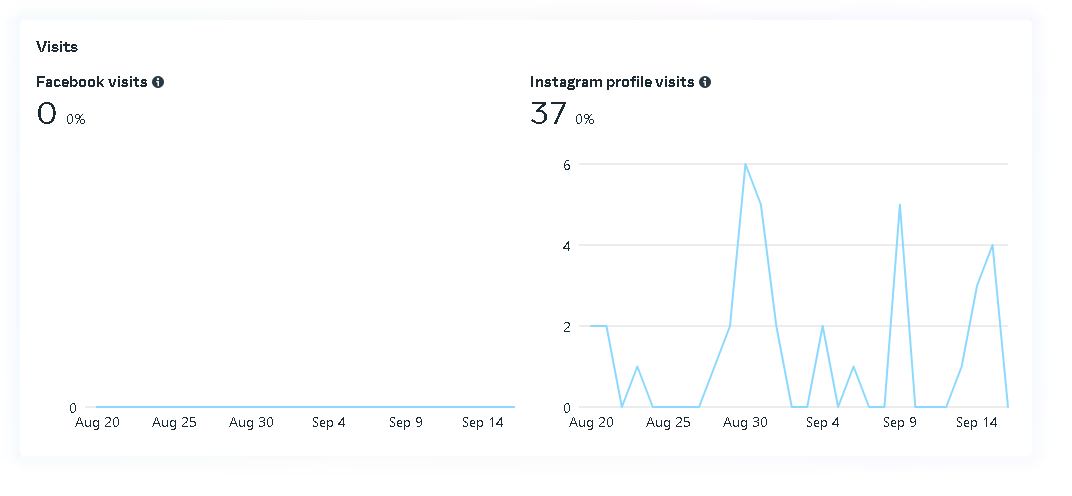 Visits
Facebook visits
0 0%
0
Aug 20 Aug 25 Aug 30 Sep 4 Sep 9 Sep 14
Instagram profile visits
37 0%
6
4
2
0
Aug 20 Aug 25 Aug 30 Sep 4 Sep 9 Sep 14